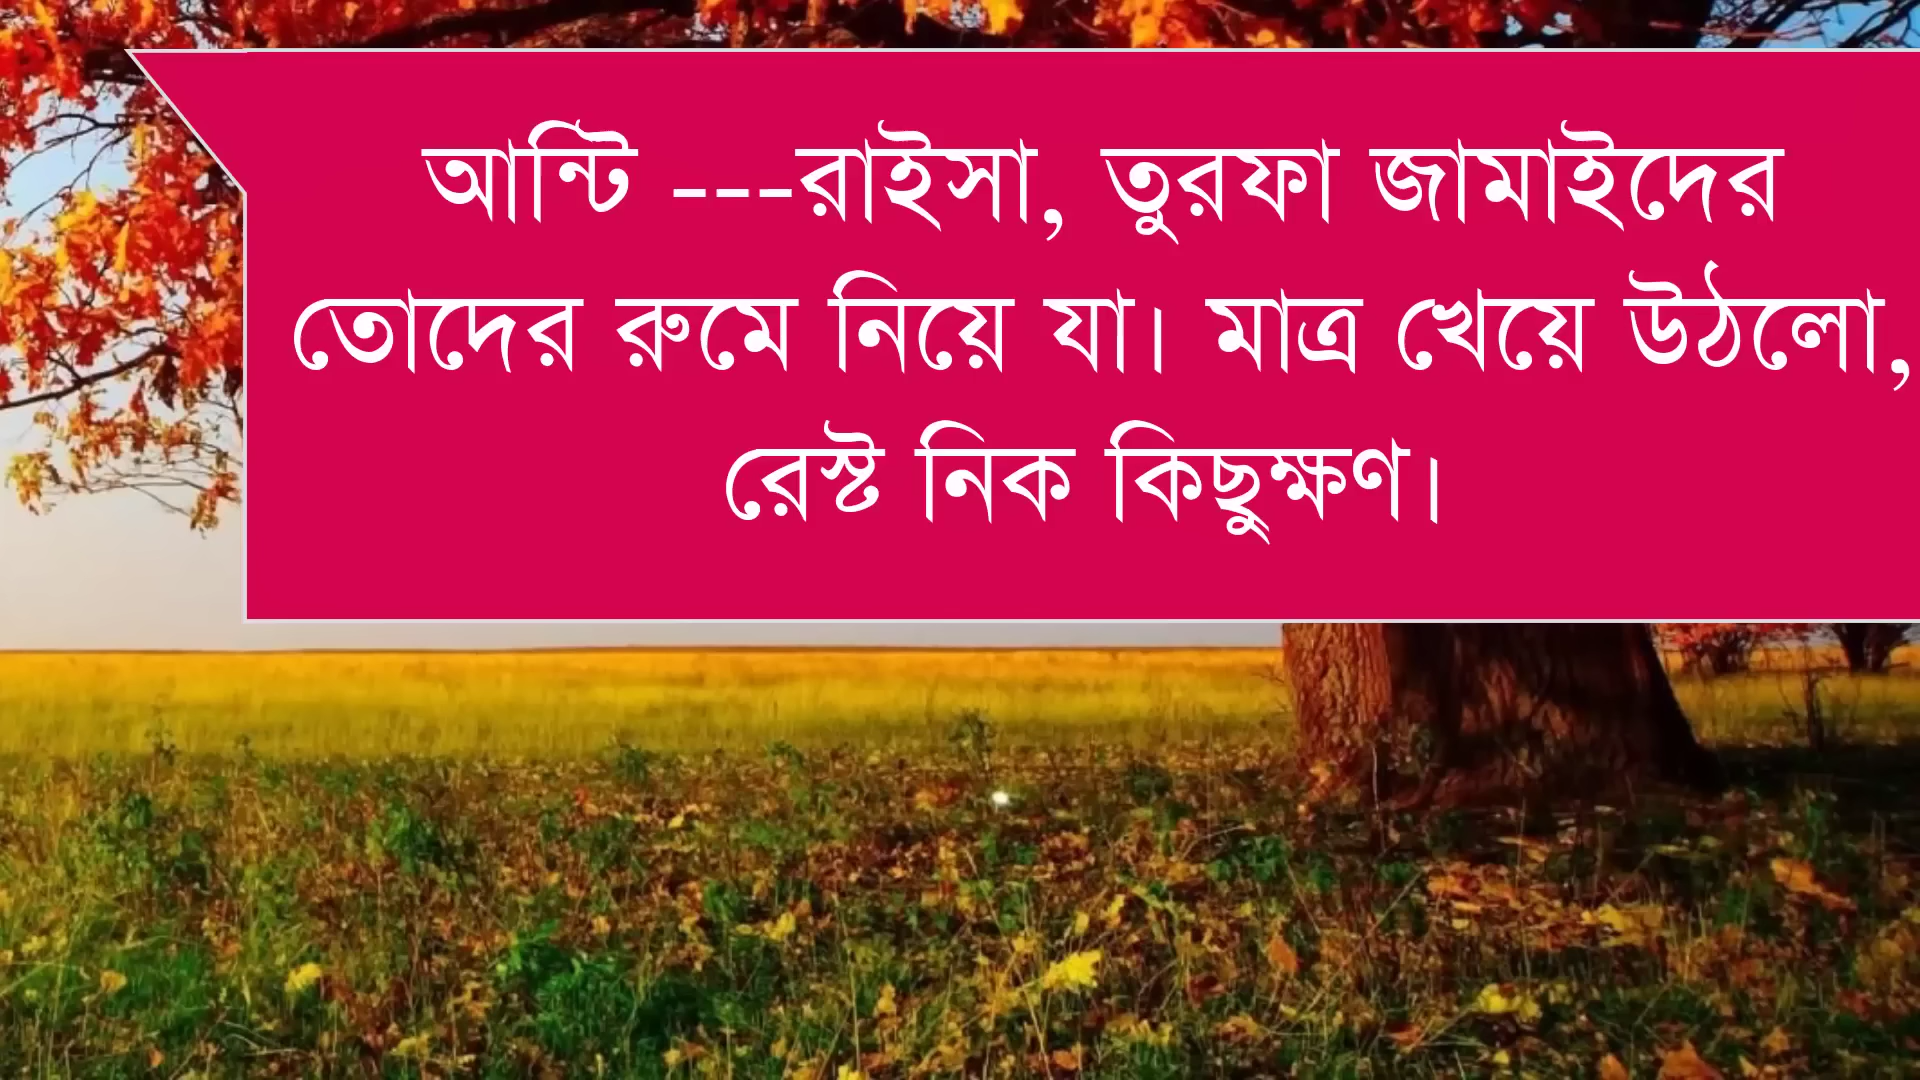 আন্টি ---রাইসা, তুরফা জামাইদের
তোদের রুমে নিয়ে যা। মাত্র খেয়ে উঠলো,
রেস্ট নিক কিছুক্ষণ।